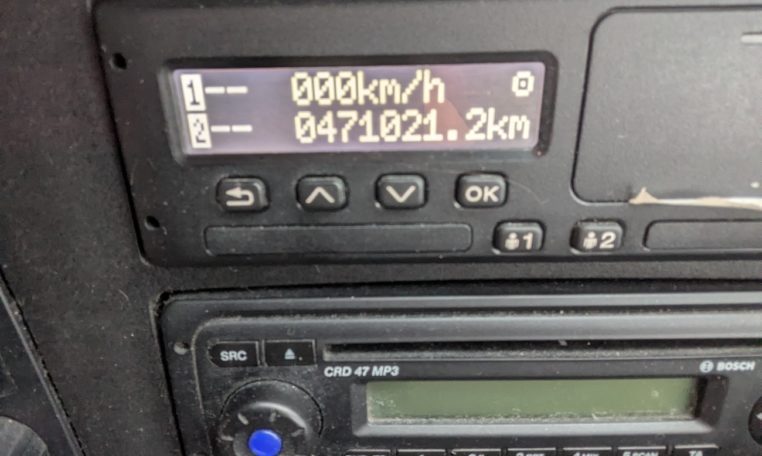 1-- 000km/h
2-- 0471021.2km
OK
1 2
SRC
CRD 47 MP3 BOSCH